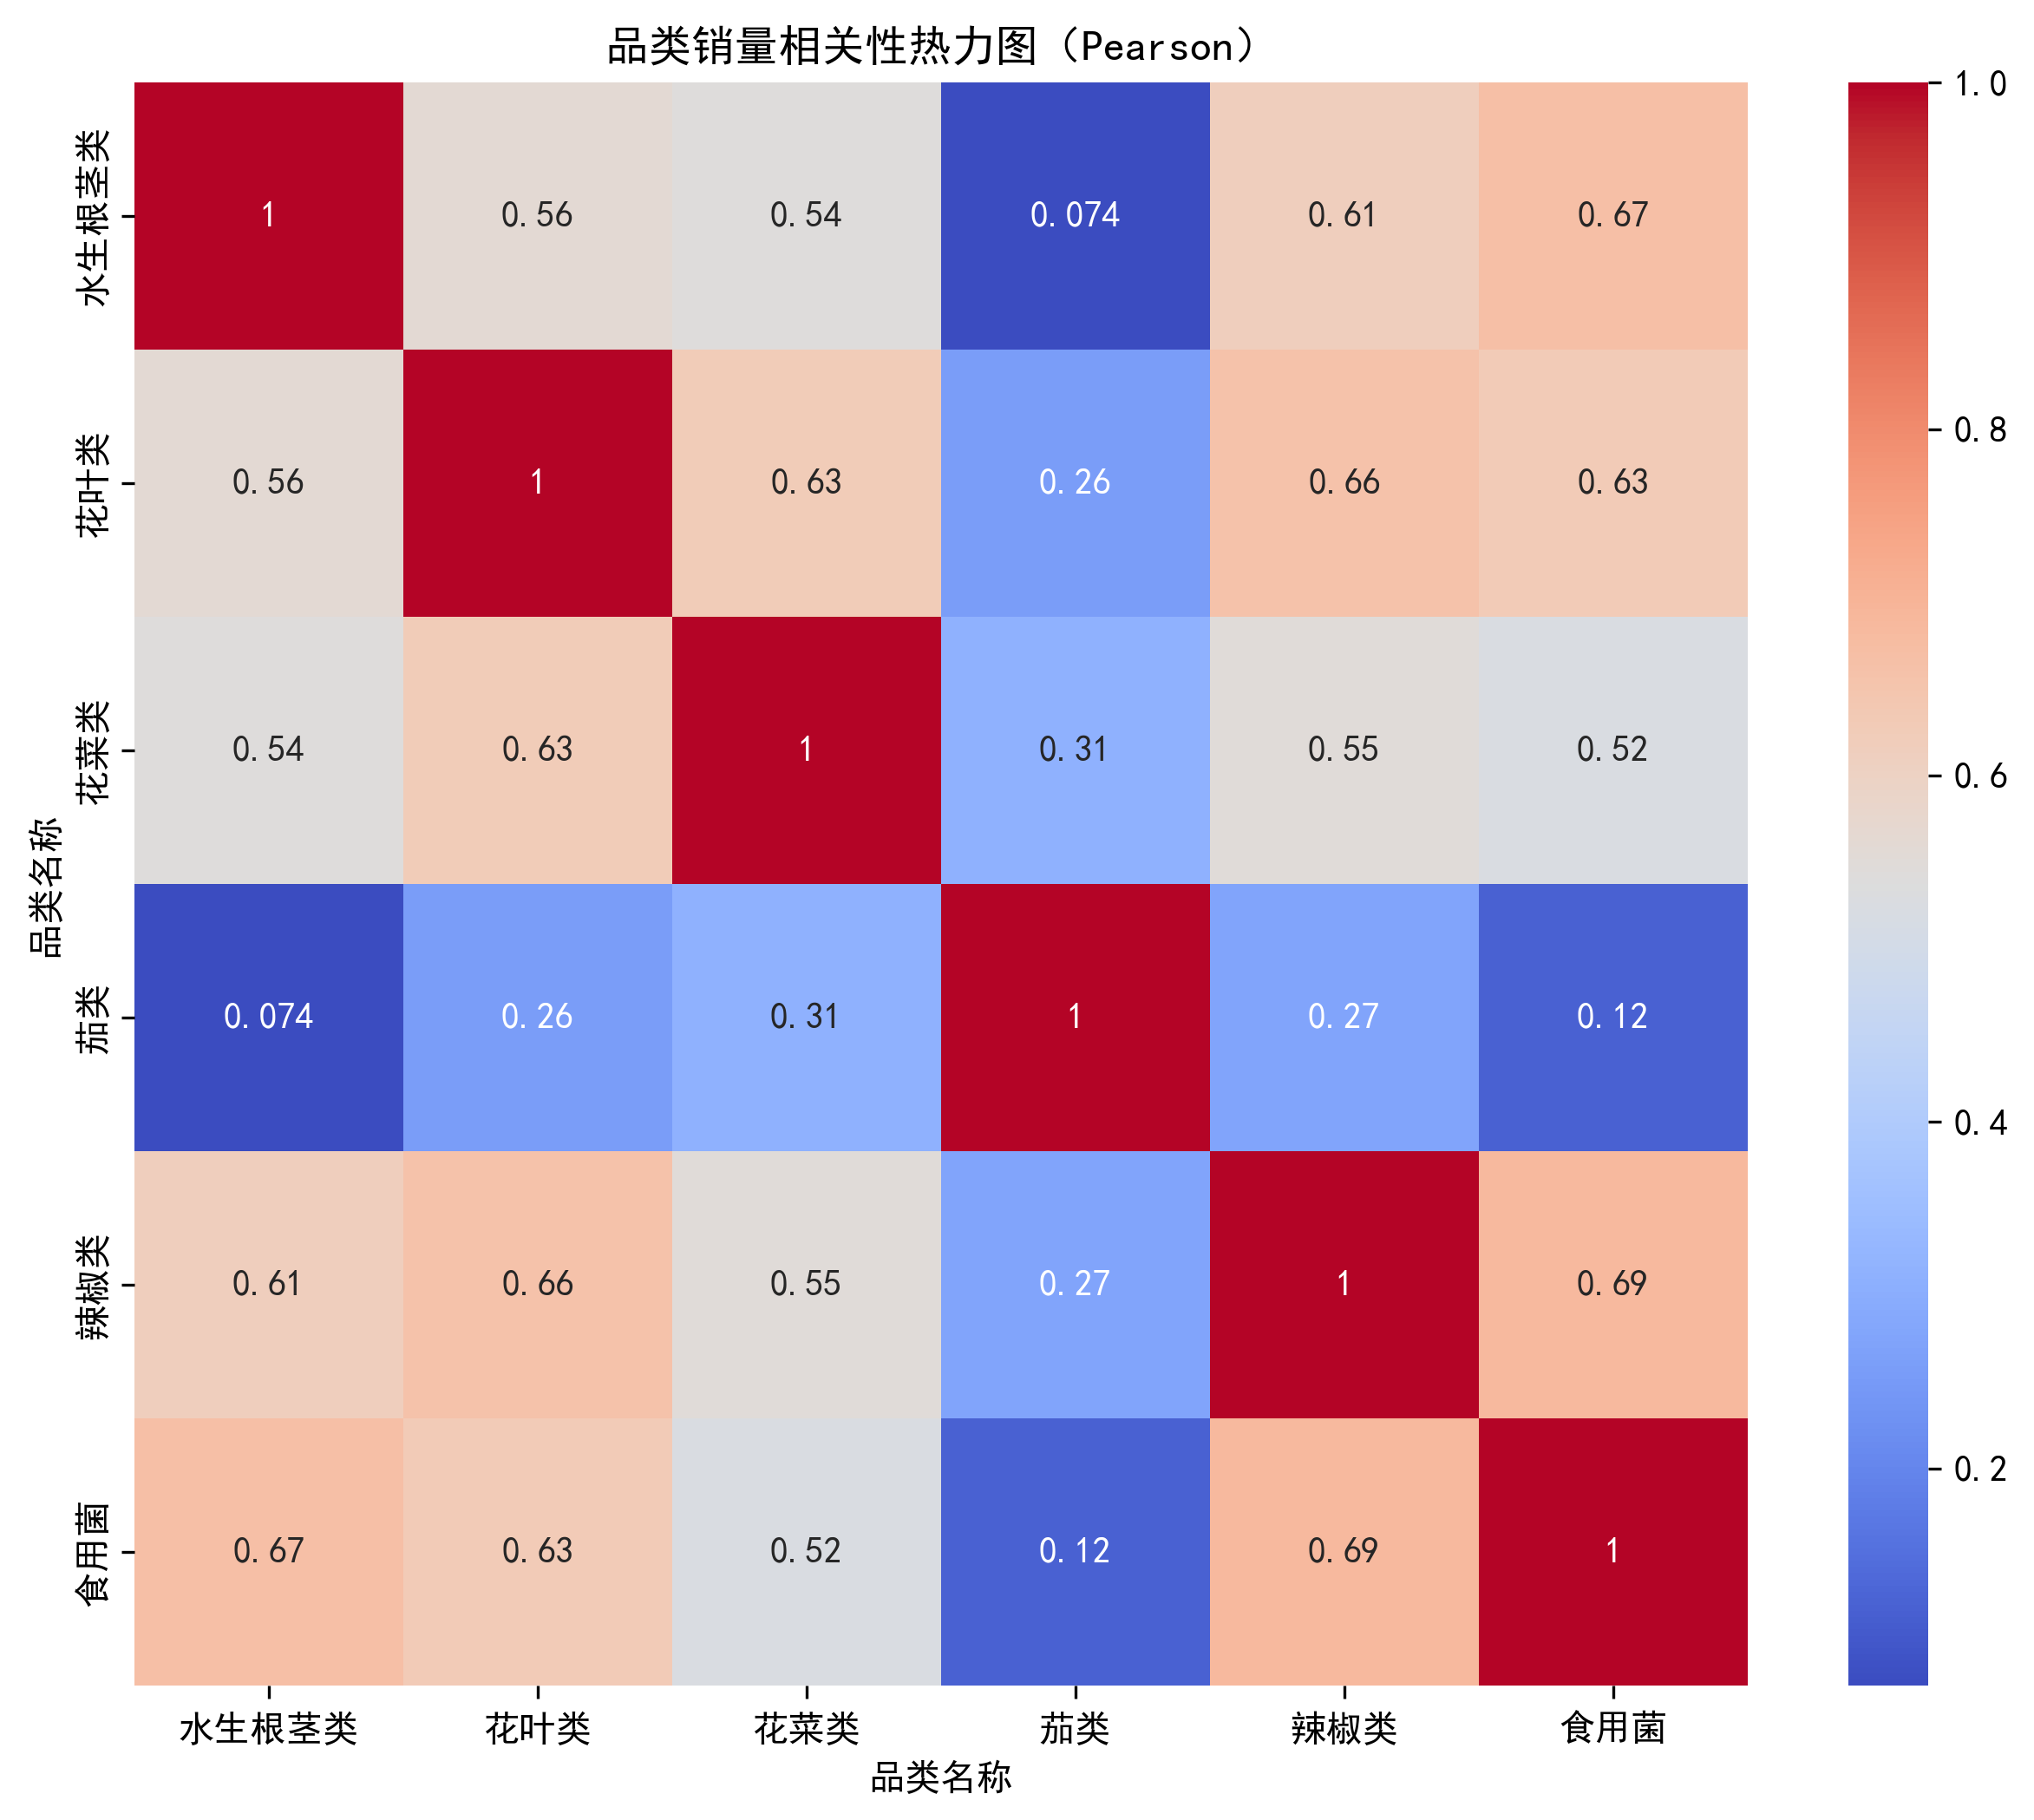 品类销量相关性热力图（Pearson）
水生根茎类 1 0.56 0.54 0.074 0.61 0.67
花叶类 0.56 1 0.63 0.26 0.66 0.63
花菜类 0.54 0.63 1 0.31 0.55 0.52
茄类 0.074 0.26 0.31 1 0.27 0.12
辣椒类 0.61 0.66 0.55 0.27 1 0.69
食用菌 0.67 0.63 0.52 0.12 0.69 1
品类名称
水生根茎类 花叶类 花菜类 茄类 辣椒类 食用菌
品类名称
1.0
0.8
0.6
0.4
0.2